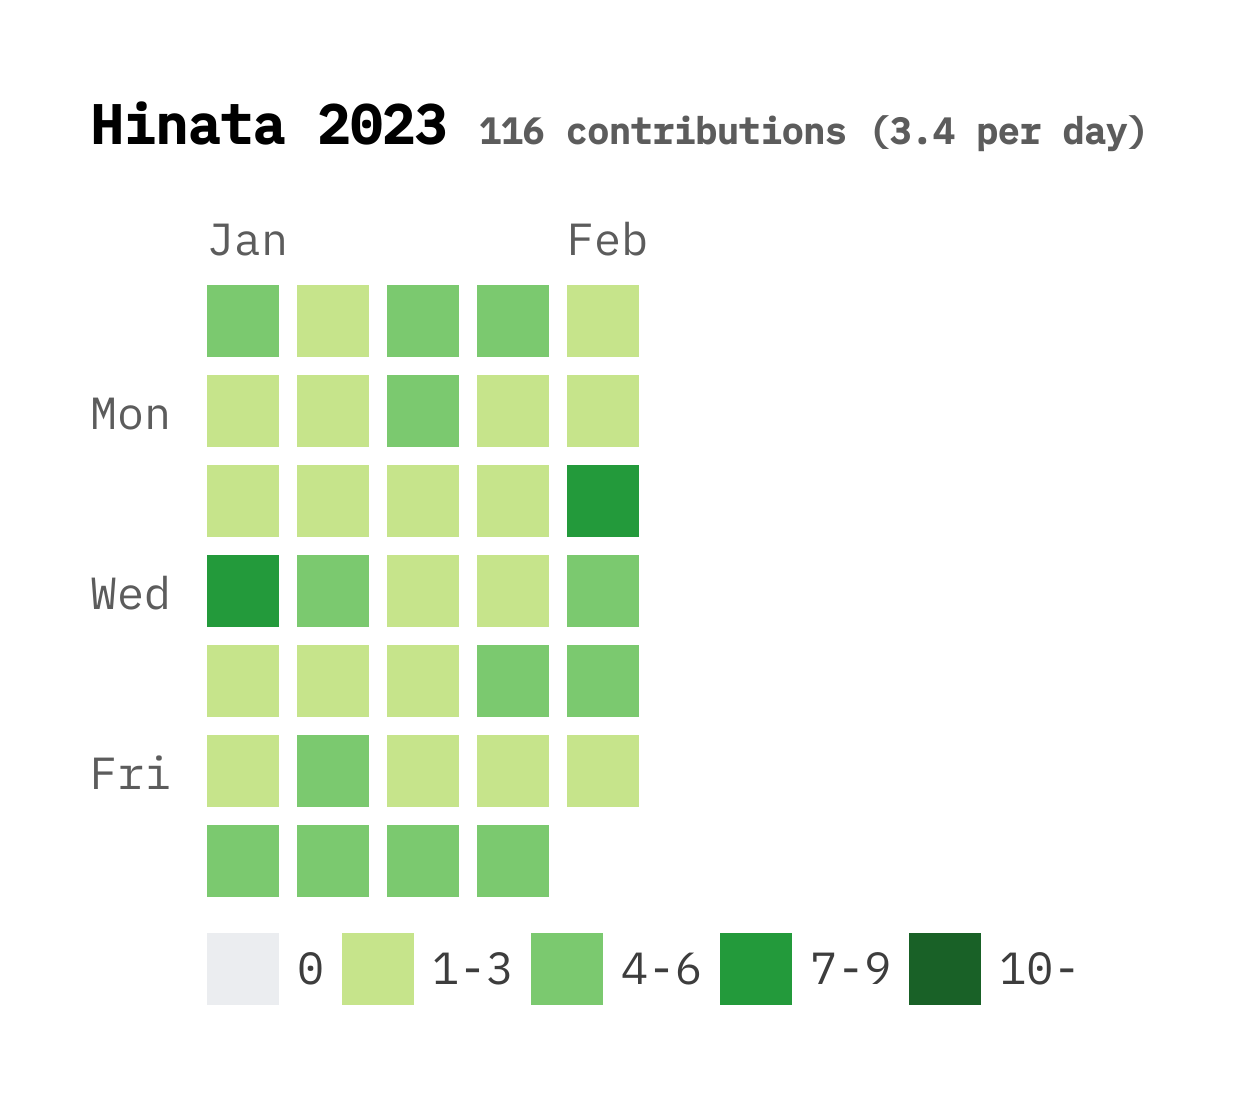 Hinata 2023 116 contributions (3.4 per day)
Jan Feb
Mon
Wed
Fri
0 1-3 4-6 7-9 10-